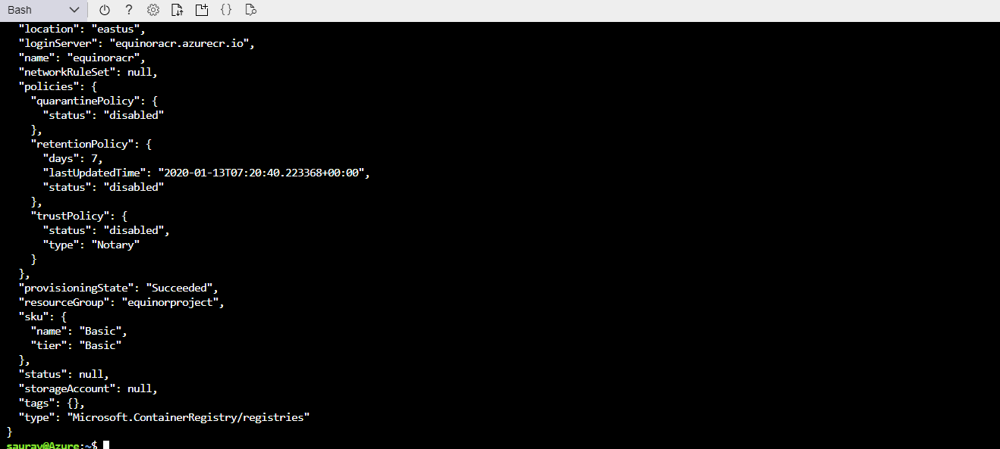 Bash
"location": "eastus",
"loginServer": "equinoracr.azurecr.io",
"name": "equinoracr",
"networkRuleSet": null,
"policies": {
"quarantinePolicy": {
"status": "disabled"
},
"retentionPolicy": {
"days": 7,
"lastUpdatedTime": "2020-01-13T07:20:40.223368+00:00",
"status": "disabled"
},
"trustPolicy": {
"status": "disabled",
"type": "Notary"
}
},
"provisioningState": "Succeeded",
"resourceGroup": "equinorproject",
"sku": {
"name": "Basic",
"tier": "Basic"
},
"status": null,
"storageAccount": null,
"tags": {},
"type": "Microsoft.ContainerRegistry/registries"
}
saurav@Azure:~$